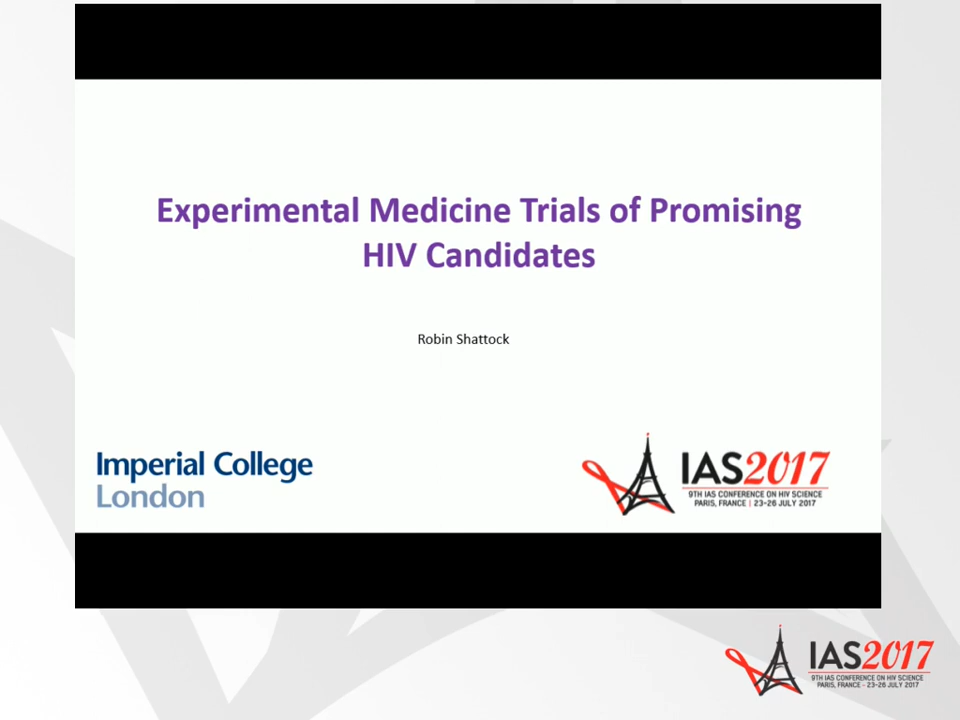 Experimental Medicine Trials of Promising
HIV Candidates
Robin Shattock
Imperial College
London
IAS2017
9TH IAS CONFERENCE ON HIV SCIENCE
PARIS, FRANCE | 23-26 JULY 2017
IAS2017
9TH IAS CONFERENCE ON HIV SCIENCE
PARIS, FRANCE - 23-26 JULY 2017